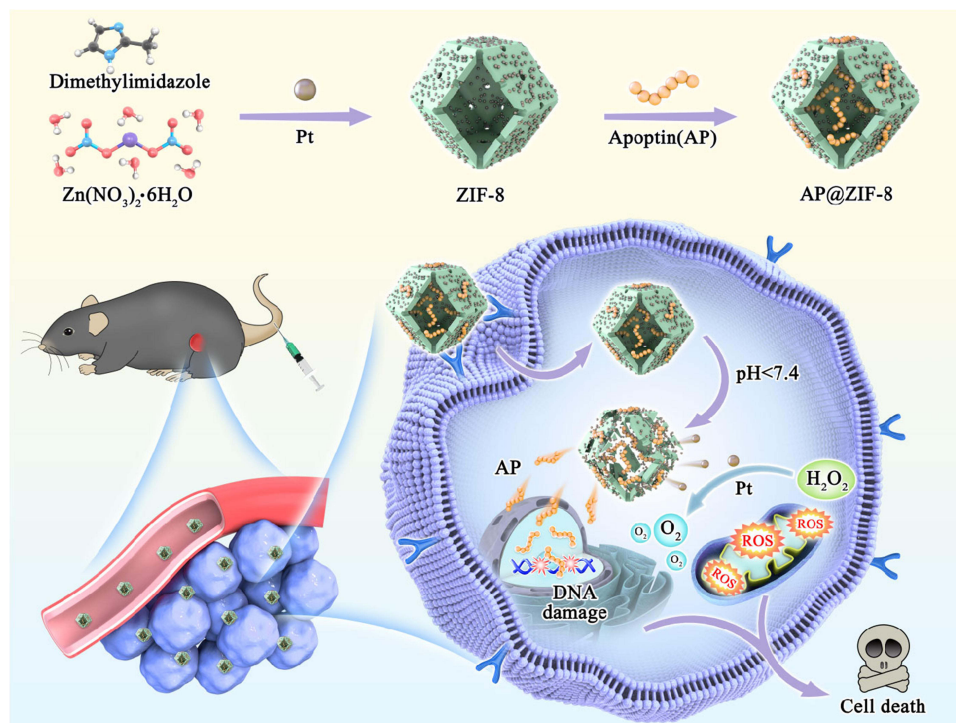 Dimethylimidazole
Pt
Apoptin(AP)
Zn(NO₃)₂·6H₂O
ZIF-8
AP@ZIF-8
pH<7.4
AP
Pt
H₂O₂
O₂
O₂
O₂
ROS
ROS
ROS
DNA
damage
Cell death